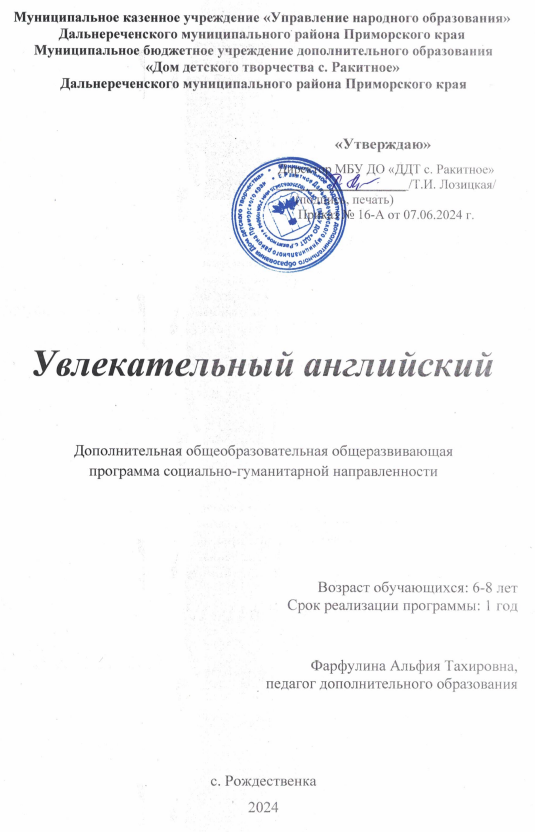 Муниципальное казенное учреждение «Управление народного образования»
Дальнереченского муниципального района Приморского края
Муниципальное бюджетное учреждение дополнительного образования
«Дом детского творчества с. Ракитное»
Дальнереченского муниципального района Приморского края
«Утверждаю»
Директор МБУ ДО «ДДТ с. Ракитное»
/Т.И. Лозицкая/
печать)
Приказ № 16-А от 07.06.2024 г.
Увлекательный английский
Дополнительная общеобразовательная общеразвивающая
программа социально-гуманитарной направленности
Возраст обучающихся: 6-8 лет
Срок реализации программы: 1 год
Фарфулина Альфия Тахировна,
педагог дополнительного образования
с. Рождественка
2024